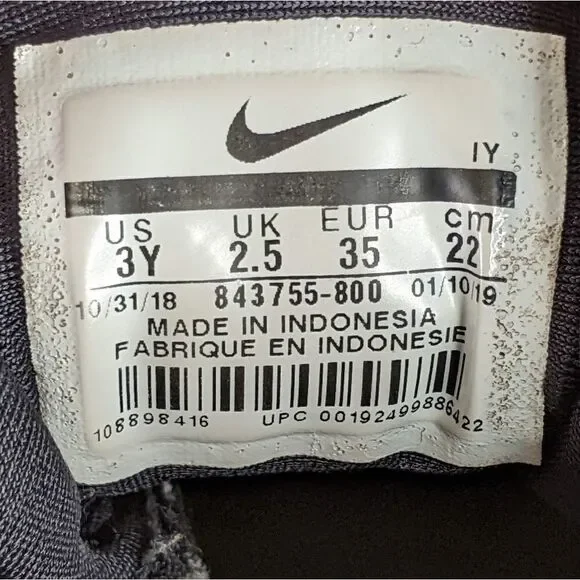 IY
US UK EUR cm
3Y 2.5 35 22
10/31/18 843755-800 01/10/19
MADE IN INDONESIA
FABRIQUE EN INDONESIE
108898416 UPC 00192499886422